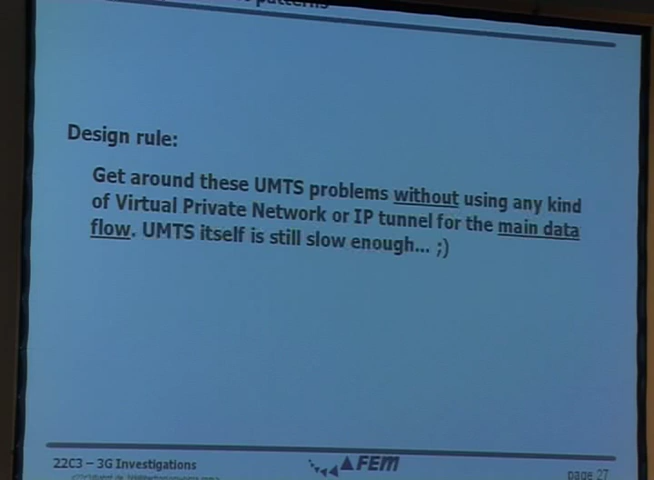 patterns
Design rule:
Get around these UMTS problems without using any kind
of Virtual Private Network or IP tunnel for the main data
flow. UMTS itself is still slow enough... ;)
22C3 – 3G Investigations
FEM
page 27